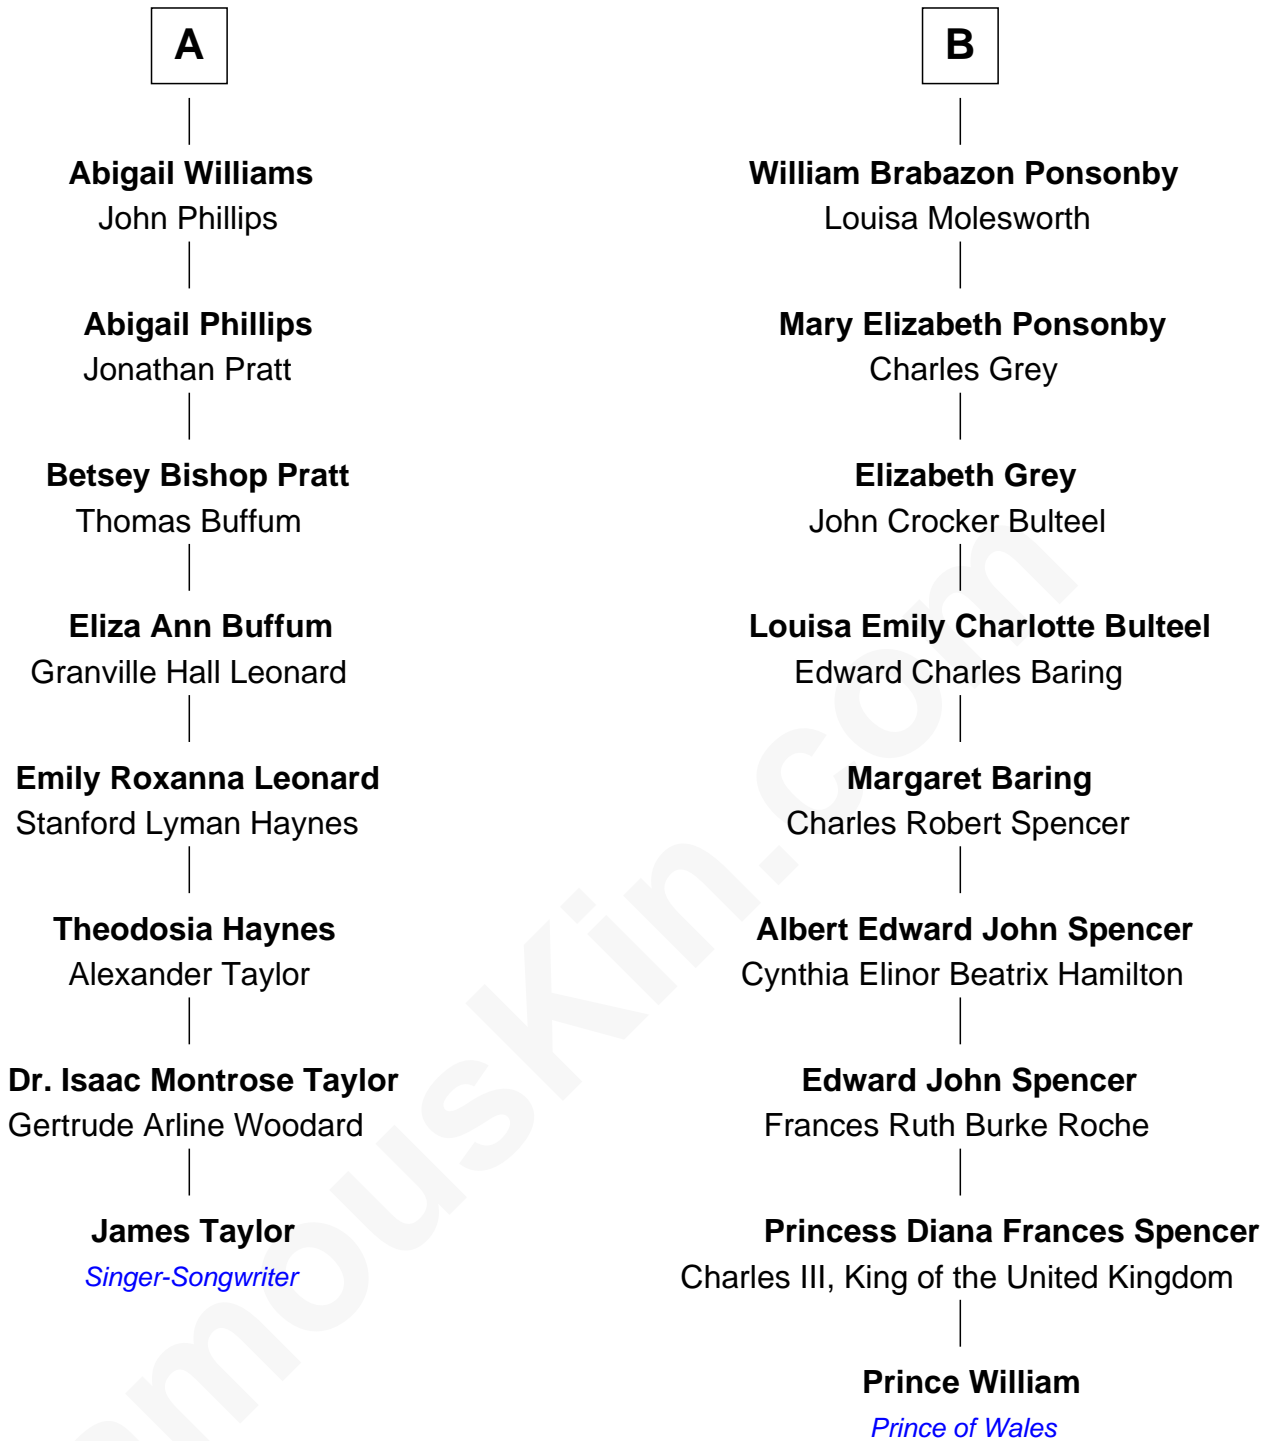 A
Abigail Williams
John Phillips
Abigail Phillips
Jonathan Pratt
Betsey Bishop Pratt
Thomas Buffum
Eliza Ann Buffum
Granville Hall Leonard
Emily Roxanna Leonard
Stanford Lyman Haynes
Theodosia Haynes
Alexander Taylor
Dr. Isaac Montrose Taylor
Gertrude Arline Woodard
James Taylor
Singer-Songwriter
B
William Brabazon Ponsonby
Louisa Molesworth
Mary Elizabeth Ponsonby
Charles Grey
Elizabeth Grey
John Crocker Bulteel
Louisa Emily Charlotte Bulteel
Edward Charles Baring
Margaret Baring
Charles Robert Spencer
Albert Edward John Spencer
Cynthia Elinor Beatrix Hamilton
Edward John Spencer
Frances Ruth Burke Roche
Princess Diana Frances Spencer
Charles III, King of the United Kingdom
Prince William
Prince of Wales
amousKin.com